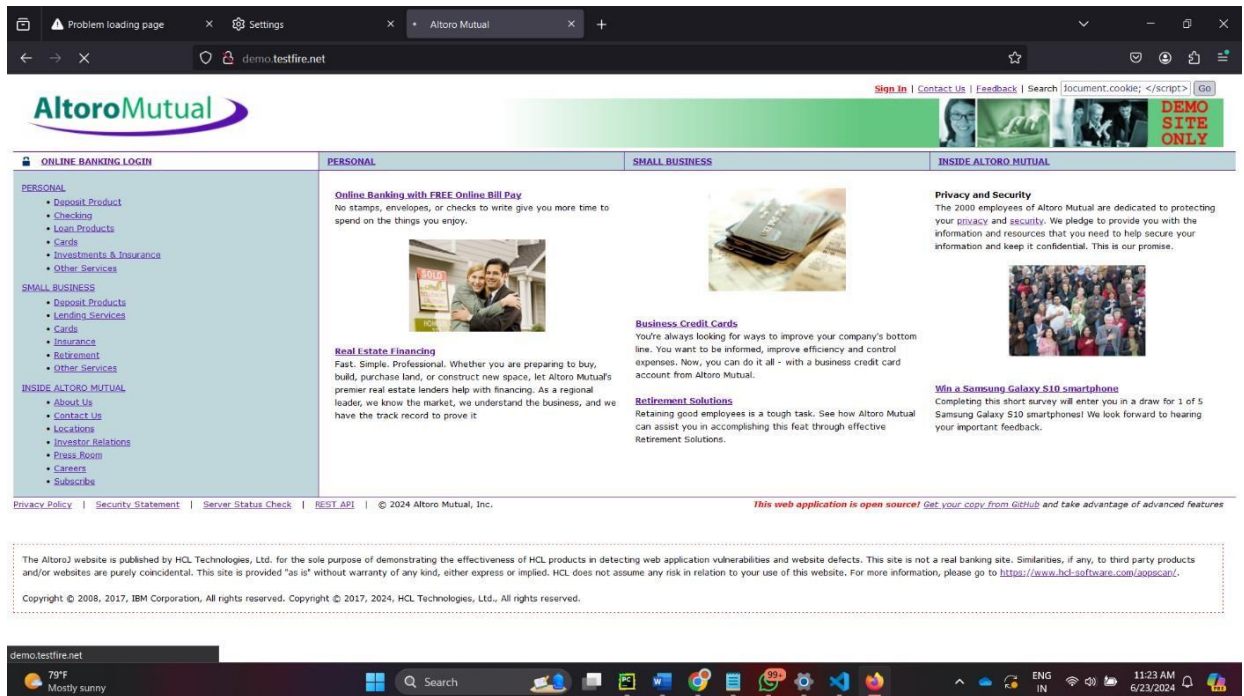 Problem loading page
Settings
Altoro Mutual
demo.testfire.net
Sign In | Contact Us | Feedback | Search document.cookie; </script> Go
AltoroMutual
DEMO
SITE
ONLY
ONLINE BANKING LOGIN
PERSONAL
SMALL BUSINESS
INSIDE ALTORO MUTUAL
PERSONAL
• Deposit Product
• Checking
• Loan Products
• Cards
• Investments & Insurance
• Other Services
SMALL BUSINESS
• Deposit Products
• Lending Services
• Cards
• Insurance
• Retirement
• Other Services
INSIDE ALTORO MUTUAL
• About Us
• Contact Us
• Locations
• Investor Relations
• Press Room
• Careers
• Subscribe
Online Banking with FREE Online Bill Pay
No stamps, envelopes, or checks to write give you more time to
spend on the things you enjoy.
SOLD
Real Estate Financing
Fast. Simple. Professional. Whether you are preparing to buy,
build, purchase land, or construct new space, let Altoro Mutual's
premier real estate lenders help with financing. As a regional
leader, we know the market, we understand the business, and we
have the track record to prove it
Business Credit Cards
You're always looking for ways to improve your company's bottom
line. You want to be informed, improve efficiency and control
expenses. Now, you can do it all - with a business credit card
account from Altoro Mutual.
Retirement Solutions
Retaining good employees is a tough task. See how Altoro Mutual
can assist you in accomplishing this feat through effective
Retirement Solutions.
Privacy and Security
The 2000 employees of Altoro Mutual are dedicated to protecting
your privacy and security. We pledge to provide you with the
information and resources that you need to help secure your
information and keep it confidential. This is our promise.
Win a Samsung Galaxy S10 smartphone
Completing this short survey will enter you in a draw for 1 of 5
Samsung Galaxy S10 smartphones! We look forward to hearing
your important feedback.
Privacy Policy | Security Statement | Server Status Check | REST API | © 2024 Altoro Mutual, Inc.
This web application is open source! Get your copy from GitHub and take advantage of advanced features
The AltoroJ website is published by HCL Technologies, Ltd. for the sole purpose of demonstrating the effectiveness of HCL products in detecting web application vulnerabilities and website defects. This site is not a real banking site. Similarities, if any, to third party products
and/or websites are purely coincidental. This site is provided "as is" without warranty of any kind, either express or implied. HCL does not assume any risk in relation to your use of this website. For more information, please go to https://www.hcl-software.com/appscan/.
Copyright © 2008, 2017, IBM Corporation, All rights reserved. Copyright © 2017, 2024, HCL Technologies, Ltd., All rights reserved.
demo.testfire.net
79°F
Mostly sunny
Search
99+
ENG
IN
11:23 AM
6/23/2024